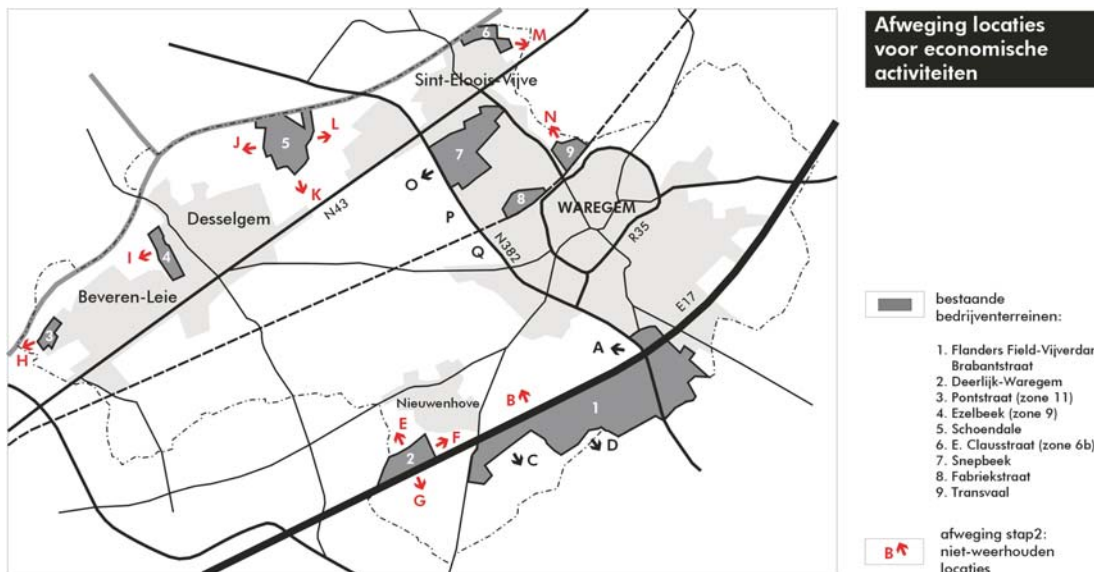 Afweging locaties
voor economische
activiteiten
6
M
Sint-Eloois-Vijve
L
N
J
5
9
7
K
O
N43
8
WAREGEM
Desselgem
P
R35
I
4
Q
N382
Beveren-Leie
E17
3
H
A
B
1
Nieuwenhove
E
F
D
2
C
G
bestaande
bedrijventerreinen:
1. Flanders Field-Vijverdam
Brabantstraat
2. Deerlijk-Waregem
3. Pontstraat (zone 11)
4. Ezelbeek (zone 9)
5. Schoendale
6. E. Clausstraat (zone 6b)
7. Snepbeek
8. Fabriekstraat
9. Transvaal
B
afweging stap2:
niet-weerhouden
locaties